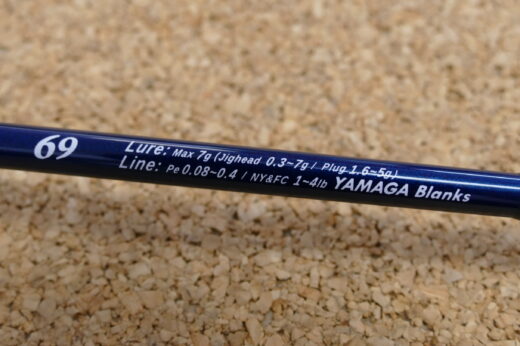 69
Lure: Max 7g (Jighead 0.3~7g / Plug 1.6~5g)
Line: Pe 0.08~0.4 / NY&FC 1~4lb YAMAGA Blanks